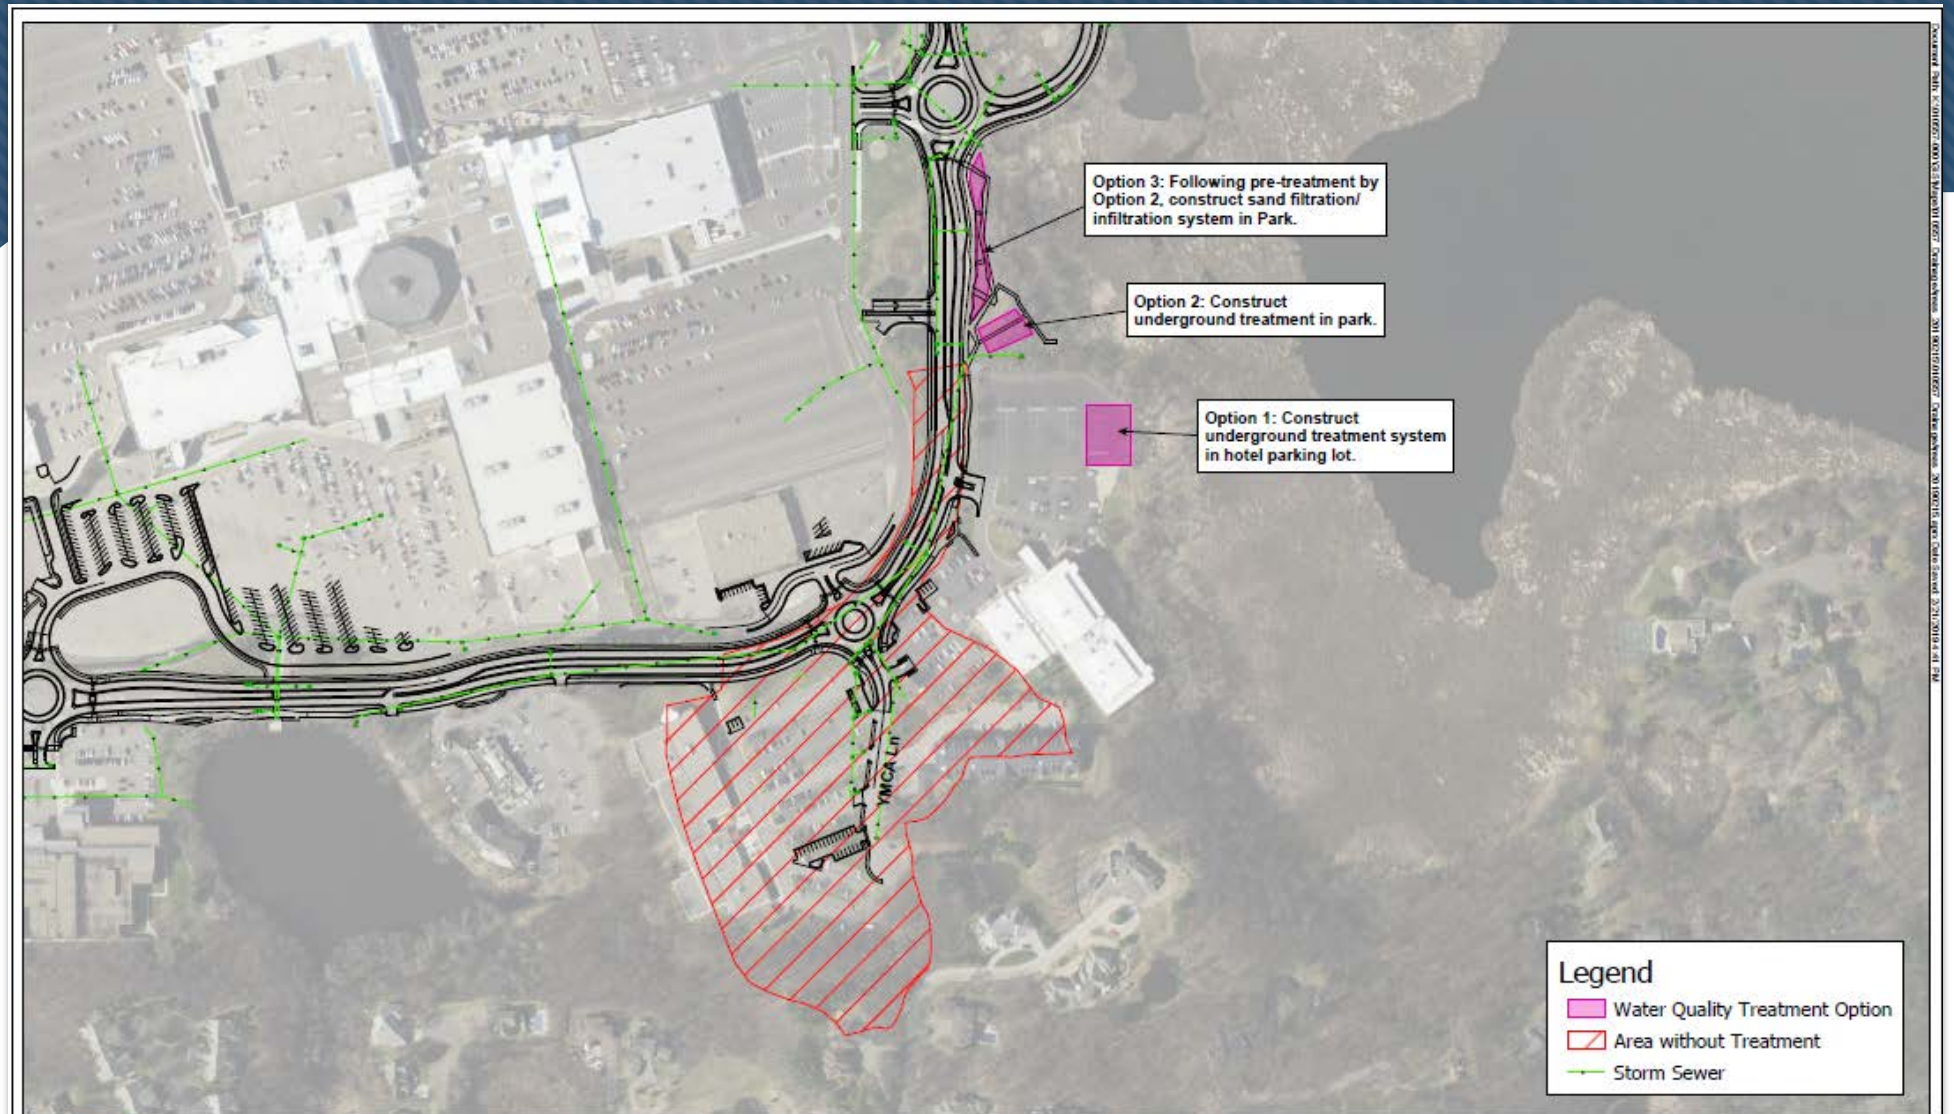 Option 3: Following pre-treatment by
Option 2, construct sand filtration/
infiltration system in Park.
Option 2: Construct
underground treatment in park.
Option 1: Construct
underground treatment system
in hotel parking lot.
YMCA Ln
Legend
Water Quality Treatment Option
Area without Treatment
Storm Sewer